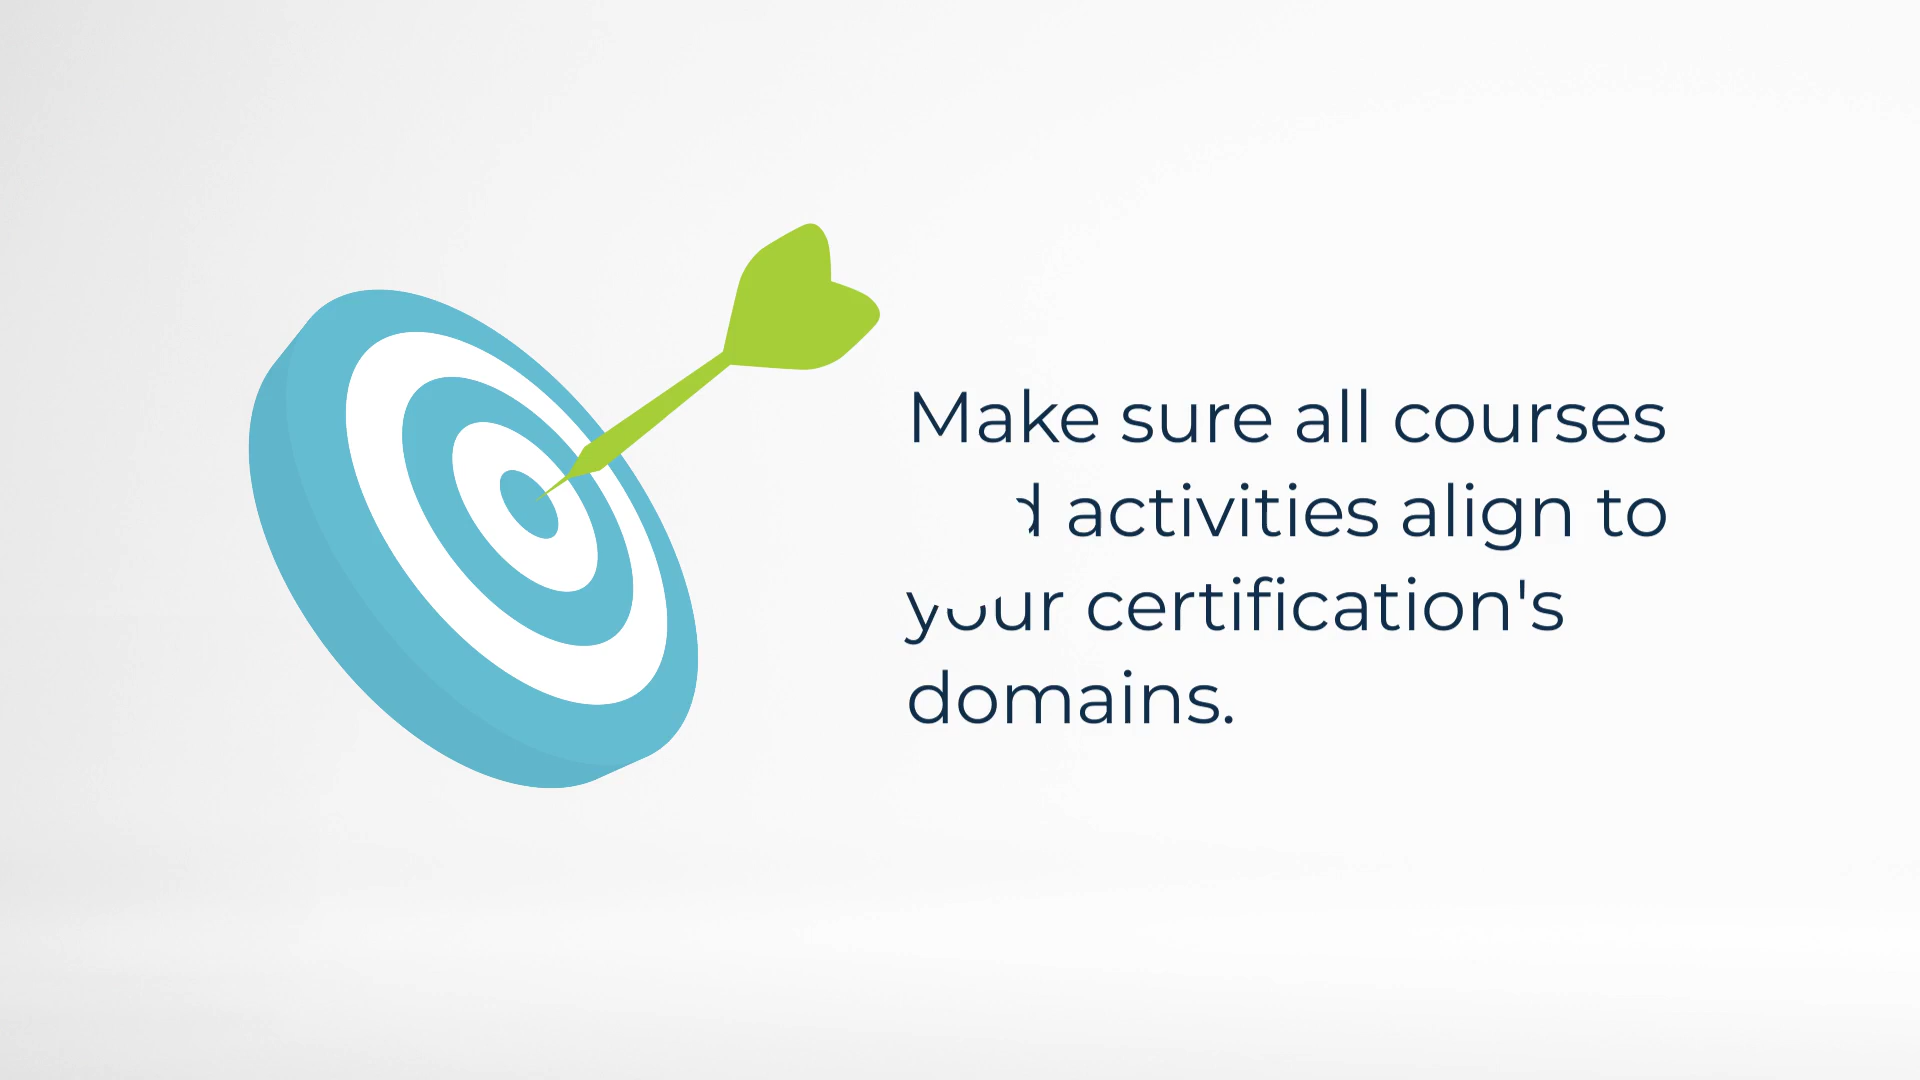 Make sure all courses
activities align to
your certification's
domains.